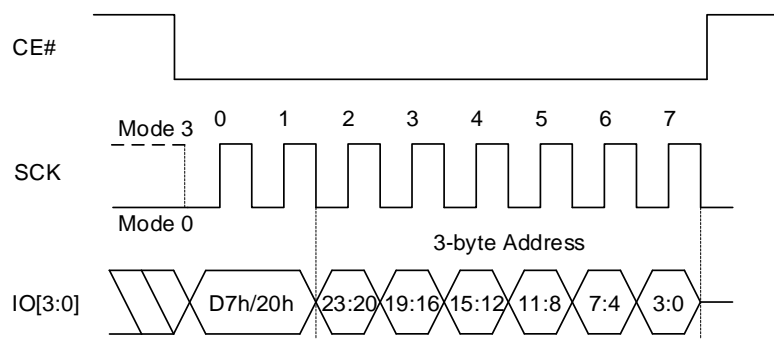 CE#
Mode 3 0 1 2 3 4 5 6 7
SCK
Mode 0
3-byte Address
IO[3:0] D7h/20h 23:20 19:16 15:12 11:8 7:4 3:0